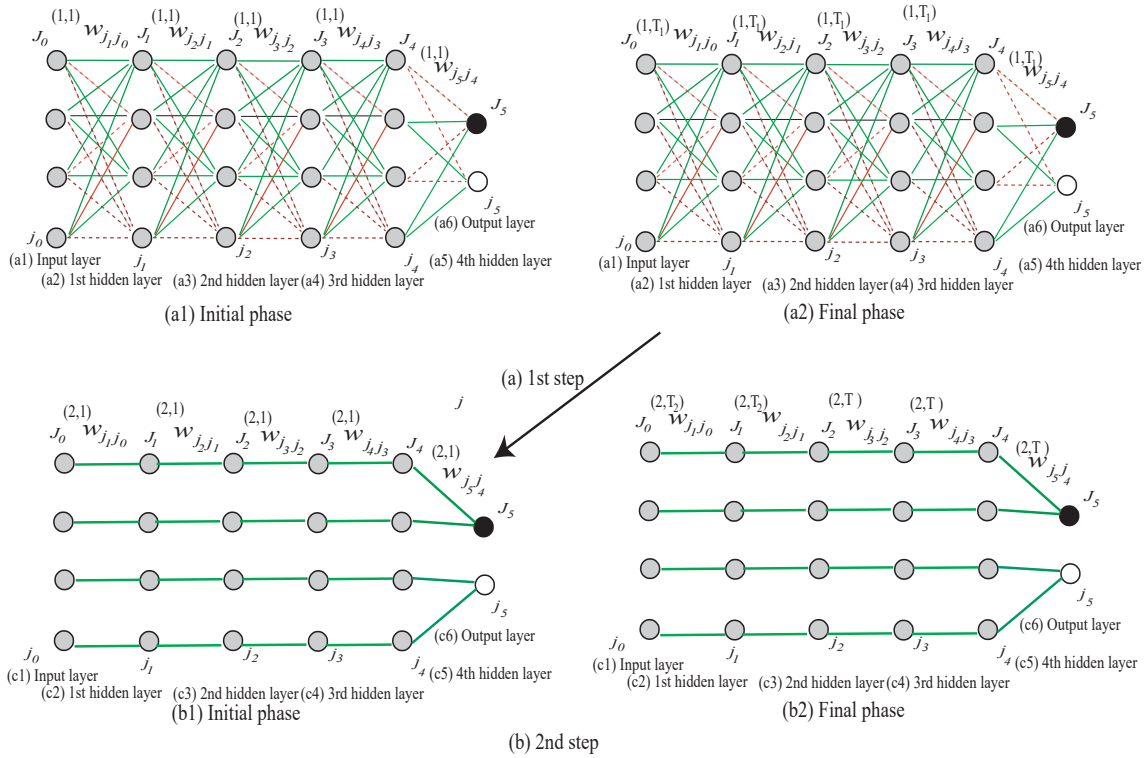 (1,1) (1,1) (1,1) (1,1)
J0 wj1j0 J1 wj2j1 J2 wj3j2 J3 wj4j3 J4 (1,1)
wj5j4
J5
j5
j0 (a6) Output layer
(a1) Input layer j1 j2 j3 j4 (a5) 4th hidden layer
(a2) 1st hidden layer (a3) 2nd hidden layer (a4) 3rd hidden layer
(a1) Initial phase
(1,T1) (1,T1) (1,T1) (1,T1)
J0 wj1j0 J1 wj2j1 J2 wj3j2 J3 wj4j3 J4 (1,T1)
wj5j4
J5
j5
j0 (a6) Output layer
(a1) Input layer j1 j2 j3 j4 (a5) 4th hidden layer
(a2) 1st hidden layer (a3) 2nd hidden layer (a4) 3rd hidden layer
(a2) Final phase
(a) 1st step
j
(2,1) (2,1) (2,1) (2,1)
J0 wj1j0 J1 wj2j1 J2 wj3j2 J3 wj4j3 J4 (2,1)
wj5j4
J5
j5
(c6) Output layer
j0 j1 j2 j3 j4 (c5) 4th hidden layer
(c1) Input layer
(c2) 1st hidden layer (c3) 2nd hidden layer (c4) 3rd hidden layer
(b1) Initial phase
(2,T2) (2,T2) (2,T) (2,T)
J0 wj1j0 J1 wj2j1 J2 wj3j2 J3 wj4j3 J4 (2,T)
wj5j4
J5
j5
(c6) Output layer
j0 j1 j2 j3 j4 (c5) 4th hidden layer
(c1) Input layer
(c2) 1st hidden layer (c3) 2nd hidden layer (c4) 3rd hidden layer
(b2) Final phase
(b) 2nd step